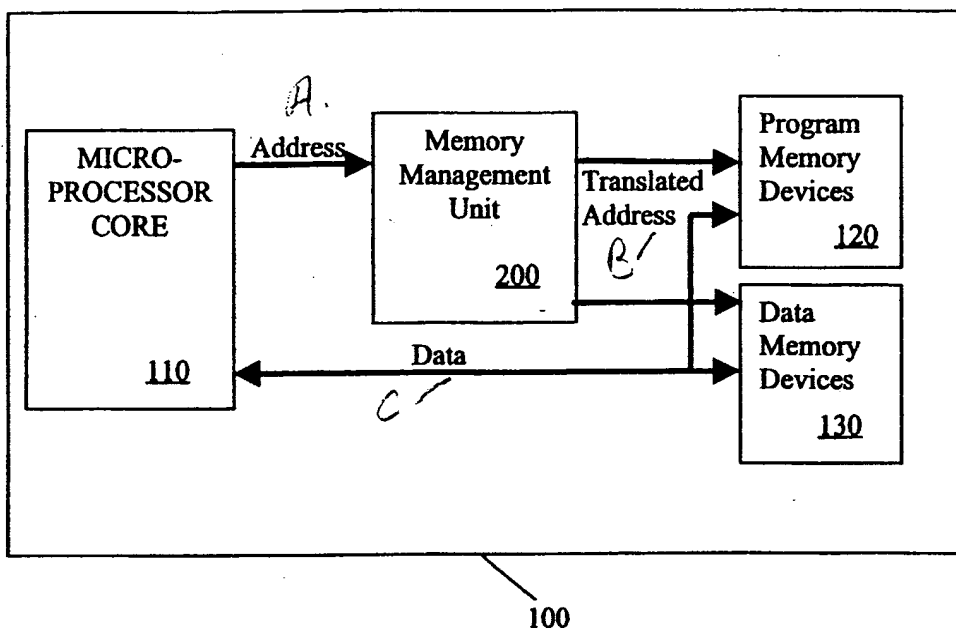 A.
Address
MICRO-
PROCESSOR
CORE
110
Memory
Management
Unit
200
Translated
Address
B
Program
Memory
Devices
120
Data
C
Data
Memory
Devices
130
100